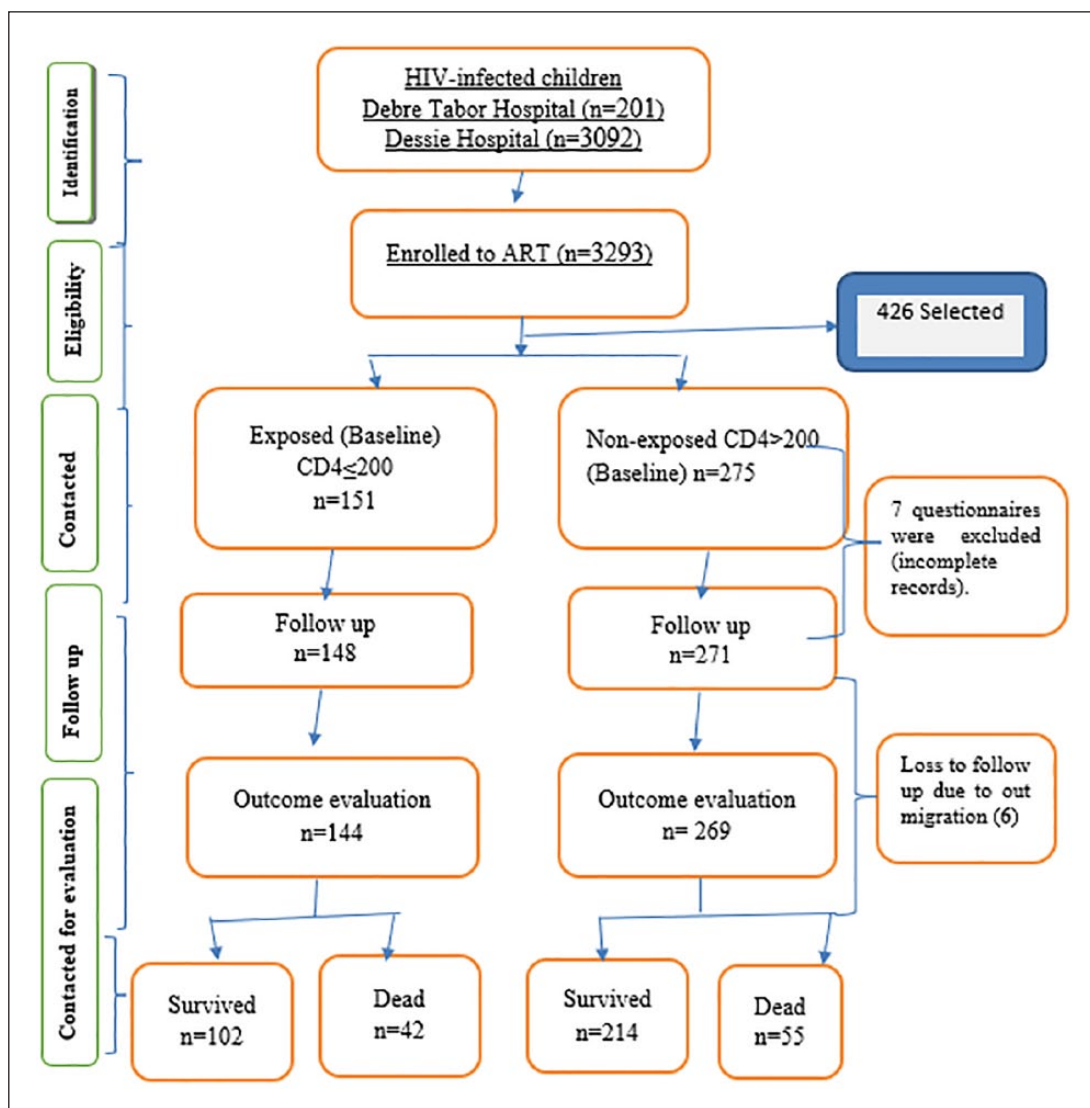 HIV-infected children
Debre Tabor Hospital (n=201)
Dessie Hospital (n=3092)
Identification
Enrolled to ART (n=3293)
Eligibility
426 Selected
Contacted
Exposed (Baseline)
CD4≤200
n=151
Non-exposed CD4>200
(Baseline) n=275
7 questionnaires
were excluded
(incomplete
records).
Follow up
Follow up
n=148
Follow up
n=271
Loss to follow
up due to out
migration (6)
Contacted for evaluation
Outcome evaluation
n=144
Outcome evaluation
n= 269
Survived
n=102
Dead
n=42
Survived
n=214
Dead
n=55